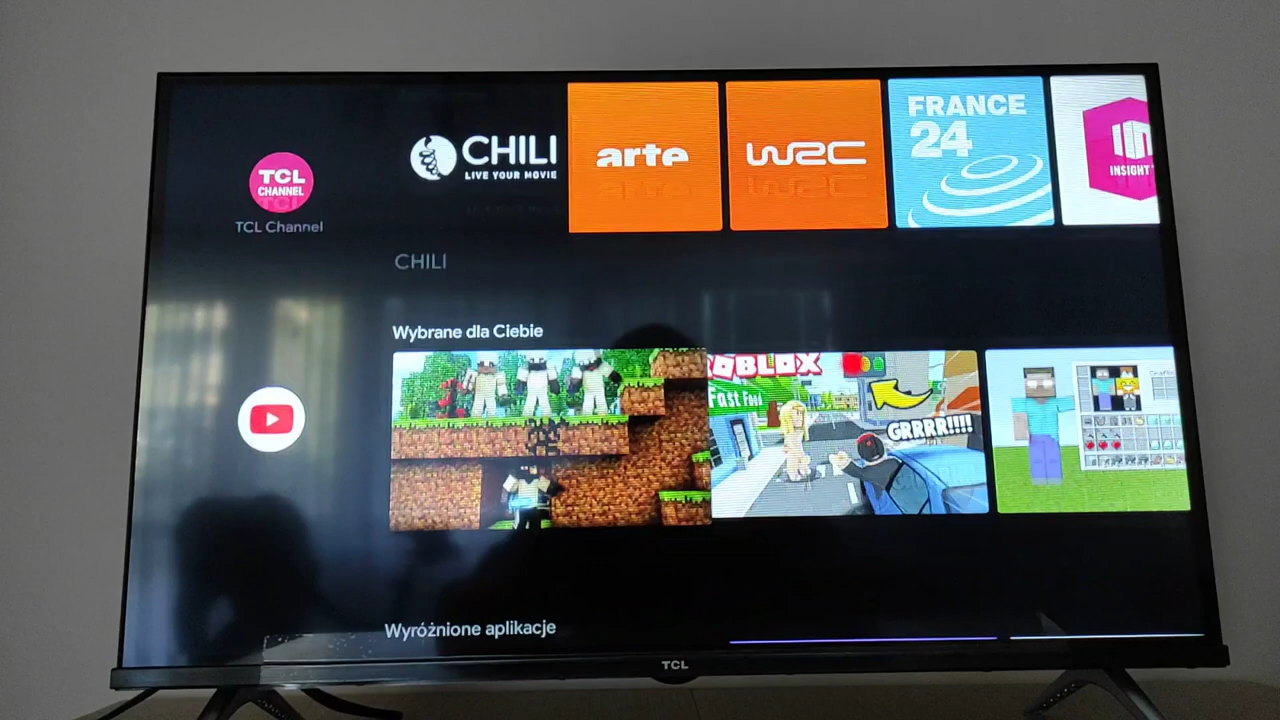 TCL
CHANNEL
TCL Channel
CHILI
LIVE YOUR MOVIE
arte
WRC
FRANCE
24
INSIGHT
CHILI
Wybrane dla Ciebie
ROBLOX
Fast Food
GRRRR!!!!
Wyróżnione aplikacje
TCL